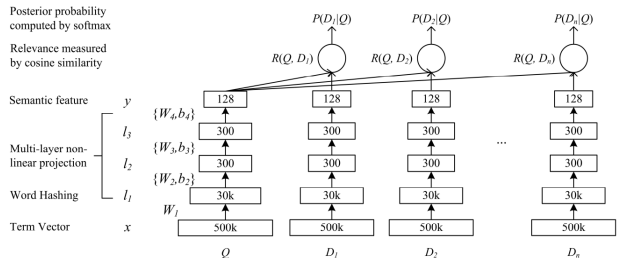 Posterior probability
computed by softmax
P(D₁|Q) P(D₂|Q) P(Dₙ|Q)
Relevance measured
by cosine similarity
R(Q, D₁) R(Q, D₂) R(Q, Dₙ)
Semantic feature y 128 128 128 128
{W₄,b₄}
l₃ 300 300 300 300
Multi-layer non-
linear projection
{W₃,b₃} ...
l₂ 300 300 300 300
{W₂,b₂}
Word Hashing l₁ 30k 30k 30k 30k
W₁
Term Vector x 500k 500k 500k 500k
Q D₁ D₂ Dₙ